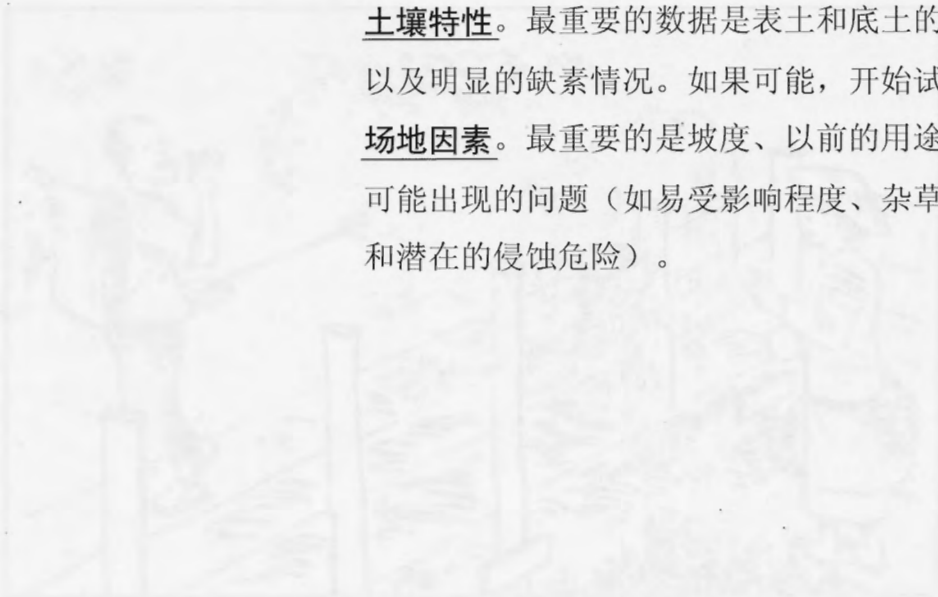 土壤特性。最重要的数据是表土和底土的
以及明显的缺素情况。如果可能，开始试
场地因素。最重要的是坡度、以前的用途
可能出现的问题（如易受影响程度、杂草
和潜在的侵蚀危险）。